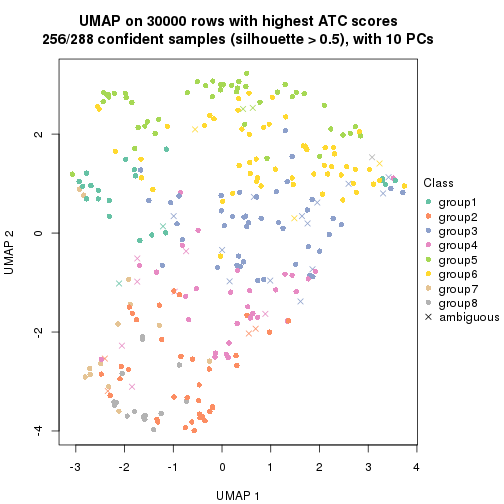 UMAP on 30000 rows with highest ATC scores
256/288 confident samples (silhouette > 0.5), with 10 PCs
UMAP 2
2
0
-2
-4
-3
-2
-1
0
1
2
3
4
UMAP 1
Class
group1
group2
group3
group4
group5
group6
group7
group8
ambiguous